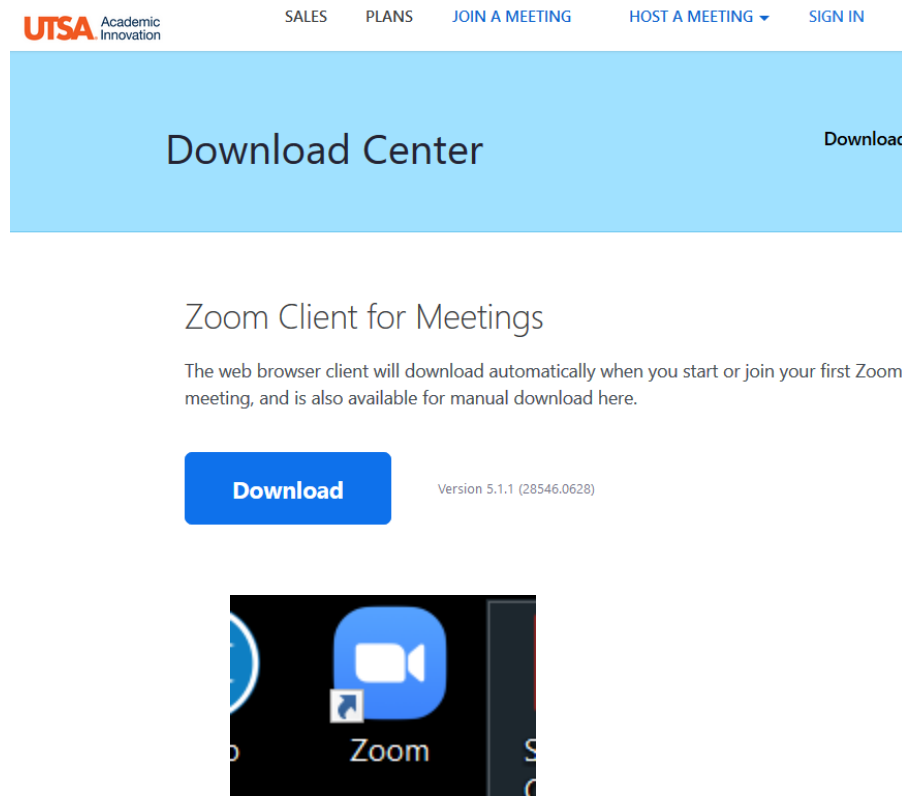 UTSA. Academic Innovation
SALES PLANS JOIN A MEETING HOST A MEETING SIGN IN
Download Center
Download
Zoom Client for Meetings
The web browser client will download automatically when you start or join your first Zoom
meeting, and is also available for manual download here.
Download Version 5.1.1 (28546.0628)
Zoom